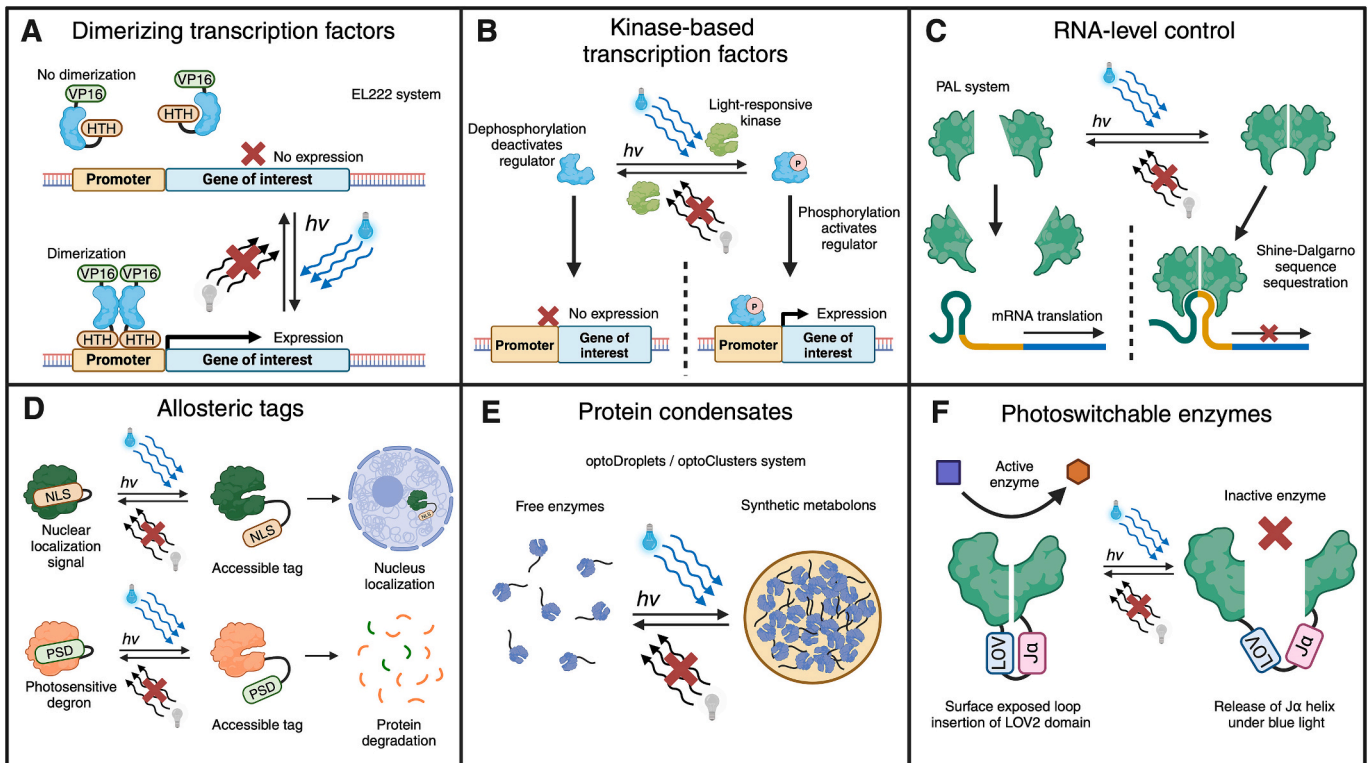 A
Dimerizing transcription factors
No dimerization
VP16
HTH
VP16
HTH
EL222 system
No expression
Promoter
Gene of interest
hv
Dimerization
VP16
VP16
HTH
HTH
Expression
Promoter
Gene of interest
B
Kinase-based
transcription factors
Light-responsive
kinase
Dephosphorylation
deactivates
regulator
hv
P
Phosphorylation
activates
regulator
No expression
Promoter
Gene of
interest
P
Expression
Promoter
Gene of
interest
C
RNA-level control
PAL system
hv
Shine-Dalgarno
sequence
sequestration
mRNA translation
D
Allosteric tags
NLS
hv
NLS
NLS
Nuclear
localization
signal
Accessible tag
Nucleus
localization
PSD
hv
PSD
Photosensitive
degron
Accessible tag
Protein
degradation
E
Protein condensates
optoDroplets / optoClusters system
Free enzymes
Synthetic metabolons
hv
F
Photoswitchable enzymes
Active
enzyme
Inactive enzyme
hv
LOV
Jα
LOV
Jα
Surface exposed loop
insertion of LOV2 domain
Release of Jα helix
under blue light